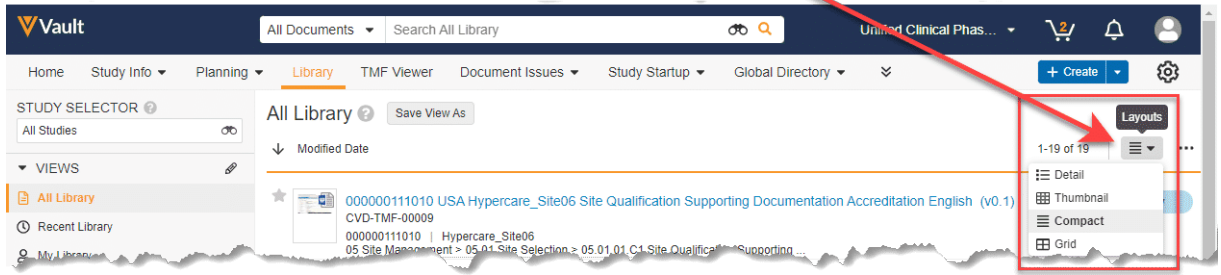 Vault
All Documents Search All Library Unified Clinical Phas... 2
Home Study Info Planning Library TMF Viewer Document Issues Study Startup Global Directory + Create
STUDY SELECTOR
All Studies
VIEWS
All Library
Recent Library
My Library
All Library Save View As
Modified Date
Layouts
1-19 of 19
Detail
Thumbnail
Compact
Grid
000000111010 USA Hypercare_Site06 Site Qualification Supporting Documentation Accreditation English (v0.1)
CVD-TMF-00009
000000111010 | Hypercare_Site06
05 Site Management > 05.01 Site Selection > 05.01.01 C1 Site Qualification Supporting ...